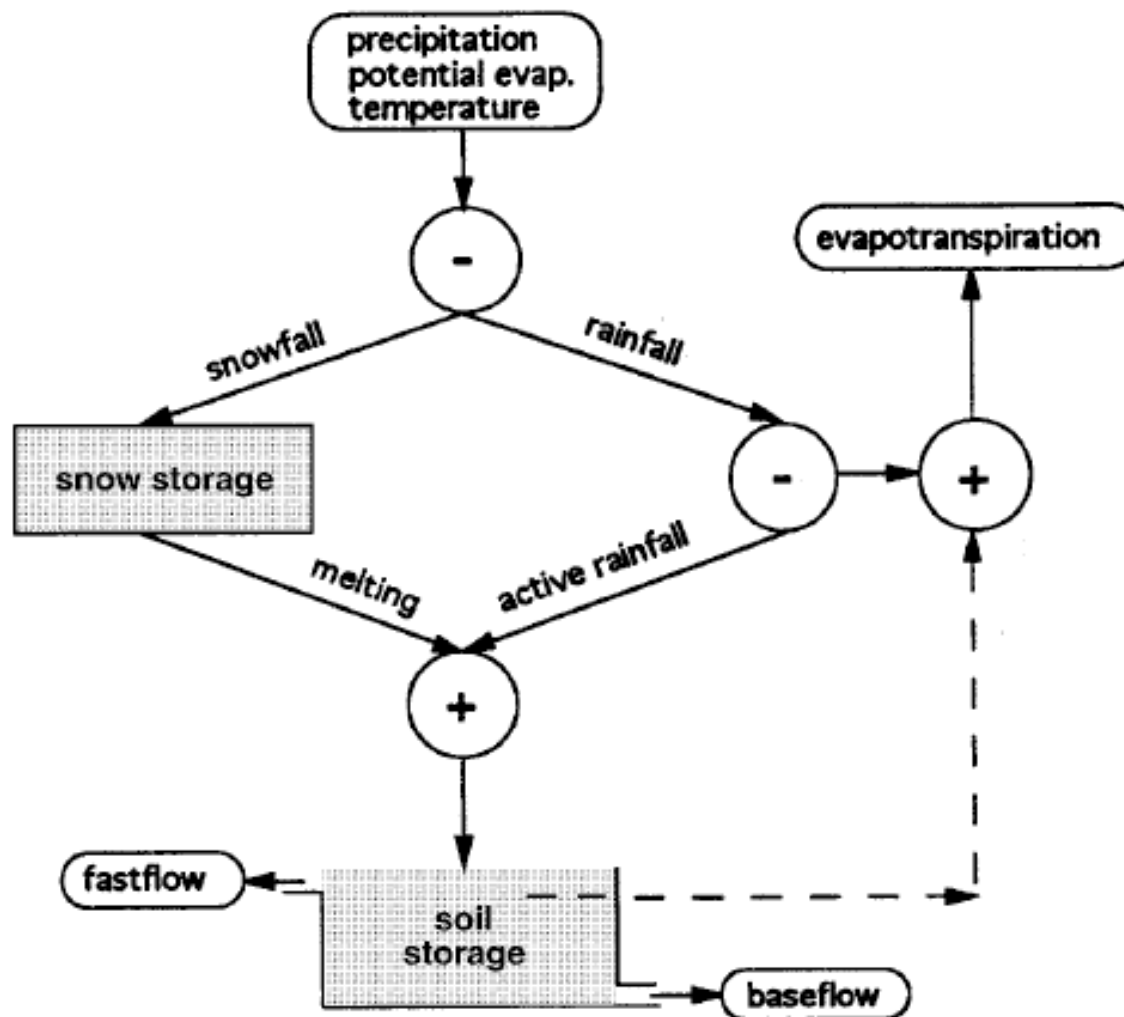 precipitation
potential evap.
temperature
-
evapotranspiration
snowfall
rainfall
snow storage
-
+
melting
active rainfall
+
fastflow
soil
storage
baseflow